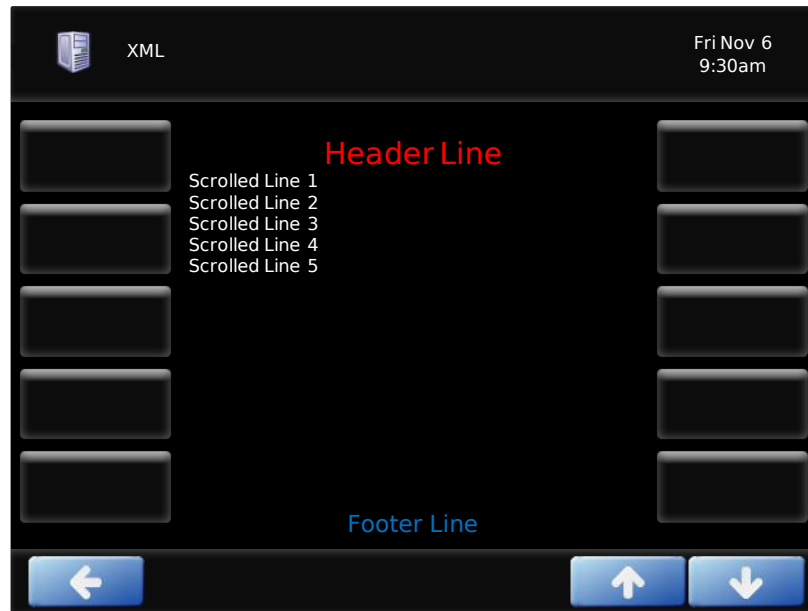 XML
Fri Nov 6
9:30am
Header Line
Scrolled Line 1
Scrolled Line 2
Scrolled Line 3
Scrolled Line 4
Scrolled Line 5
Footer Line